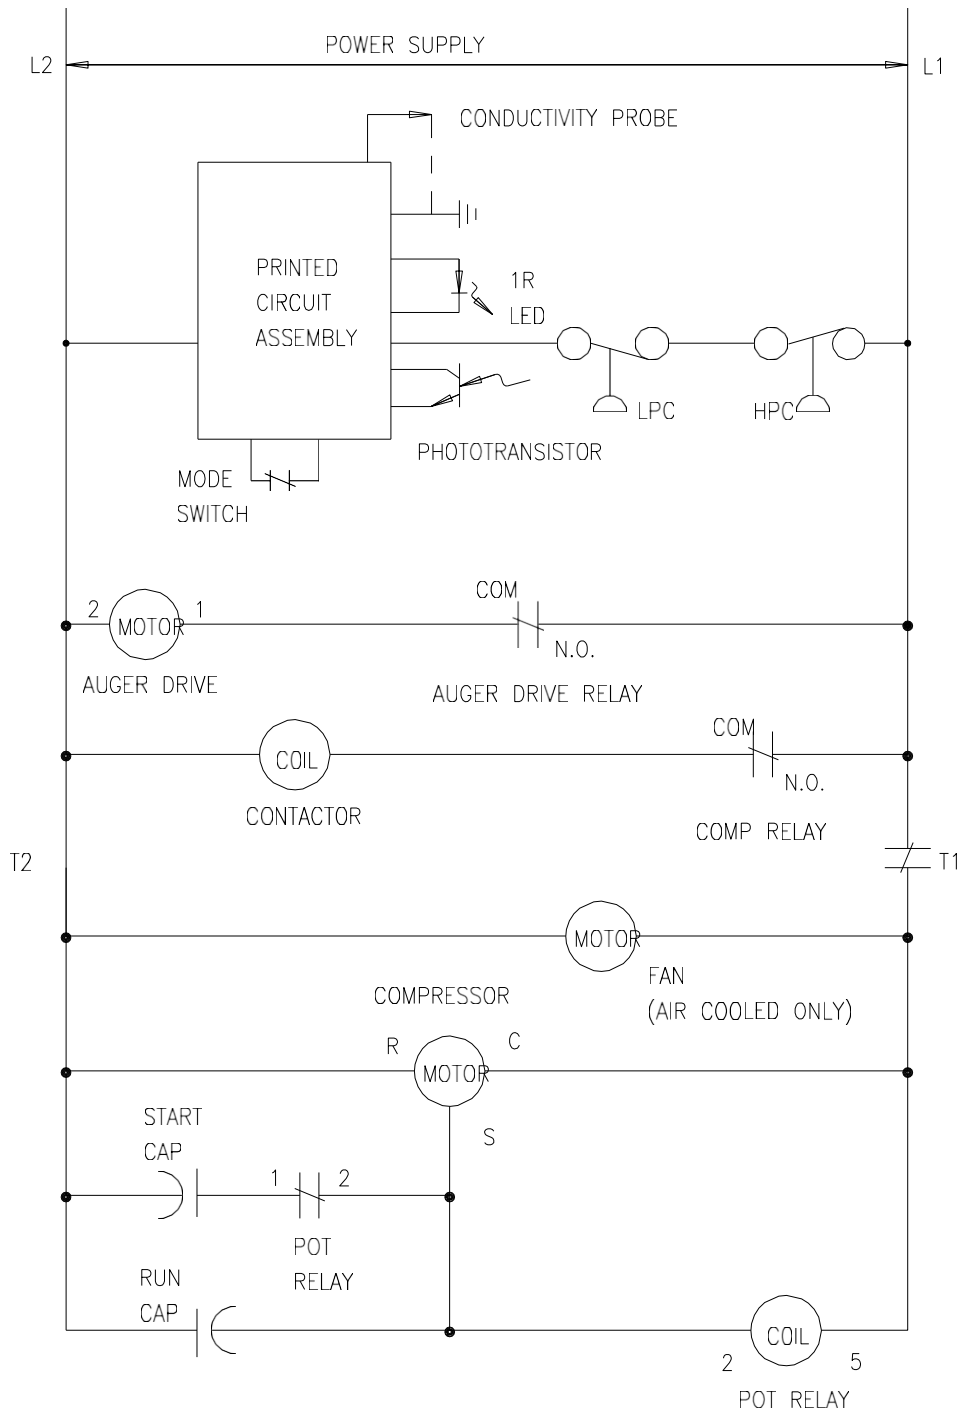 POWER SUPPLY
L2
L1
CONDUCTIVITY PROBE
PRINTED
CIRCUIT
ASSEMBLY
1R
LED
LPC
HPC
PHOTOTRANSISTOR
MODE
SWITCH
COM
2
MOTOR
1
N.O.
AUGER DRIVE
AUGER DRIVE RELAY
COM
COIL
N.O.
CONTACTOR
COMP RELAY
T2
T1
MOTOR
FAN
(AIR COOLED ONLY)
COMPRESSOR
R
C
MOTOR
START
CAP
S
1
2
POT
RELAY
RUN
CAP
COIL
2
5
POT RELAY